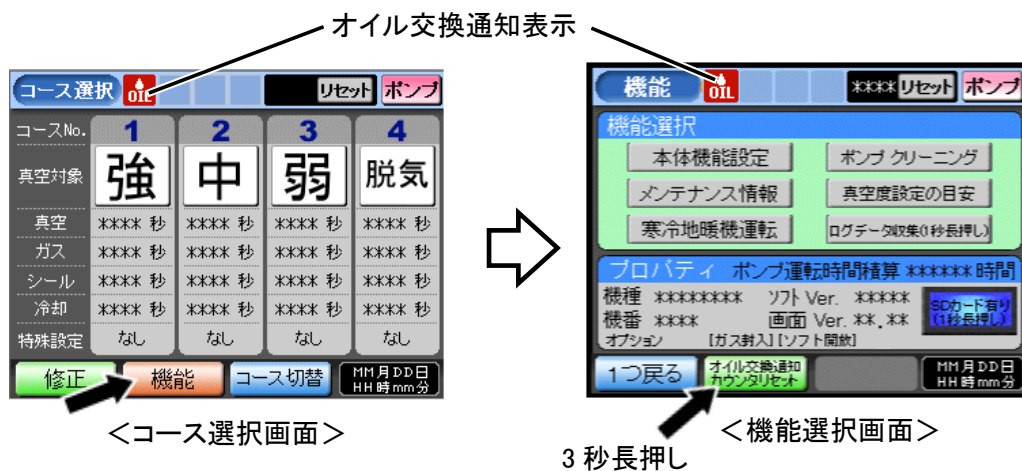 オイル交換通知表示
コース選択 OIL リセット ポンプ
コースNo. 1 2 3 4
真空対象 強 中 弱 脱気
真空 **** 秒 **** 秒 **** 秒 **** 秒
ガス **** 秒 **** 秒 **** 秒 **** 秒
シール **** 秒 **** 秒 **** 秒 **** 秒
冷却 **** 秒 **** 秒 **** 秒 **** 秒
特殊設定 なし なし なし なし
修正 機能 コース切替 MM月DD日
HH時mm分
<コース選択画面>
機能 OIL **** リセット ポンプ
機能選択
本体機能設定 ポンプ クリーニング
メンテナンス情報 真空度設定の目安
寒冷地暖機運転 ログデータ収集(1秒長押し)
プロパティ ポンプ運転時間積算 ****** 時間
機種 ******** ソフト Ver. *****
機番 **** 画面 Ver. **.**
オプション [ガス封入][ソフト開放]
SDカード有り
(1秒長押し)
1つ戻る オイル交換通知
カウンタリセット
MM月DD日
HH時mm分
<機能選択画面>
3 秒長押し